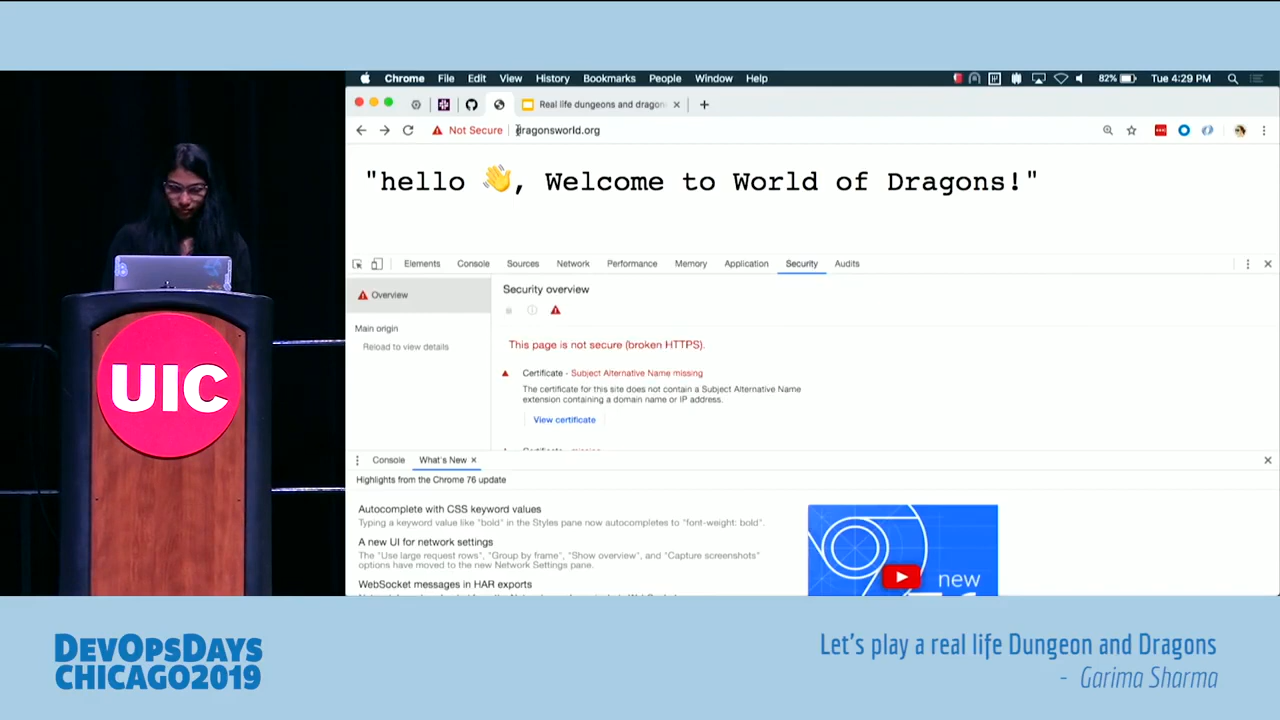 Chrome File Edit View History Bookmarks People Window Help 82% Tue 4:29 PM
Real life dungeons and dragon
Not Secure dragonsworld.org
"hello 👋, Welcome to World of Dragons!"
Elements Console Sources Network Performance Memory Application Security Audits
Overview
Main origin
Reload to view details
Security overview
This page is not secure (broken HTTPS).
Certificate - Subject Alternative Name missing
The certificate for this site does not contain a Subject Alternative Name
extension containing a domain name or IP address.
View certificate
Console What's New
Highlights from the Chrome 76 update
Autocomplete with CSS keyword values
Typing a keyword value like "bold" in the Styles pane now autocompletes to "font-weight: bold".
A new UI for network settings
The "Use large request rows", "Group by frame", "Show overview", and "Capture screenshots"
options have moved to the new Network Settings pane.
WebSocket messages in HAR exports
new
UIC
DEVOPSDAYS
CHICAGO2019
Let's play a real life Dungeon and Dragons
- Garima Sharma